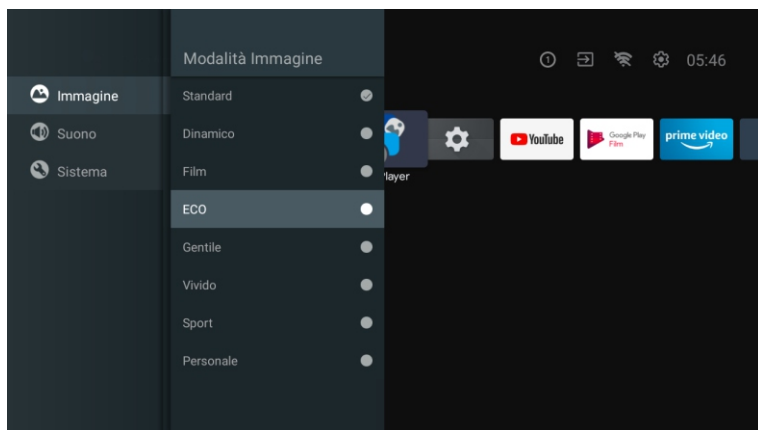 Modalità Immagine
1
05:46
Immagine
Suono
Sistema
Standard
Dinamico
Film
ECO
Gentile
Vivido
Sport
Personale
YouTube
Google Play
Film
prime video
Player